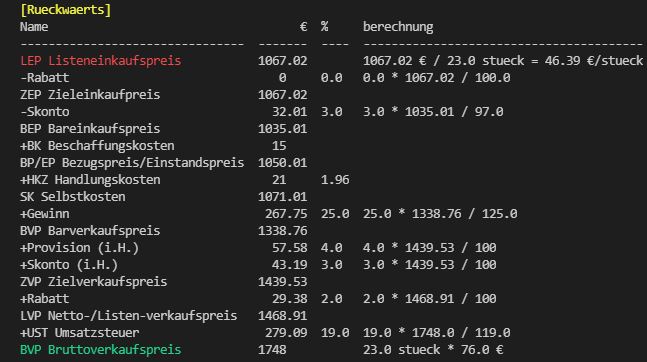 [Rueckwaerts]
Name € % berechnung
------------------------------ ------- ---- --------------------------------------
LEP Listeneinkaufspreis 1067.02 1067.02 € / 23.0 stueck = 46.39 €/stueck
-Rabatt 0 0.0 0.0 * 1067.02 / 100.0
ZEP Zieleinkaufpreis 1067.02
-Skonto 32.01 3.0 3.0 * 1035.01 / 97.0
BEP Bareinkaufspreis 1035.01
+BK Beschaffungskosten 15
BP/EP Bezugspreis/Einstandspreis 1050.01
+HKZ Handlungskosten 21 1.96
SK Selbstkosten 1071.01
+Gewinn 267.75 25.0 25.0 * 1338.76 / 125.0
BVP Barverkaufspreis 1338.76
+Provision (i.H.) 57.58 4.0 4.0 * 1439.53 / 100
+Skonto (i.H.) 43.19 3.0 3.0 * 1439.53 / 100
ZVP Zielverkaufspreis 1439.53
+Rabatt 29.38 2.0 2.0 * 1468.91 / 100
LVP Netto-/Listen-verkaufspreis 1468.91
+UST Umsatzsteuer 279.09 19.0 19.0 * 1748.0 / 119.0
BVP Bruttoverkaufspreis 1748 23.0 stueck * 76.0 €